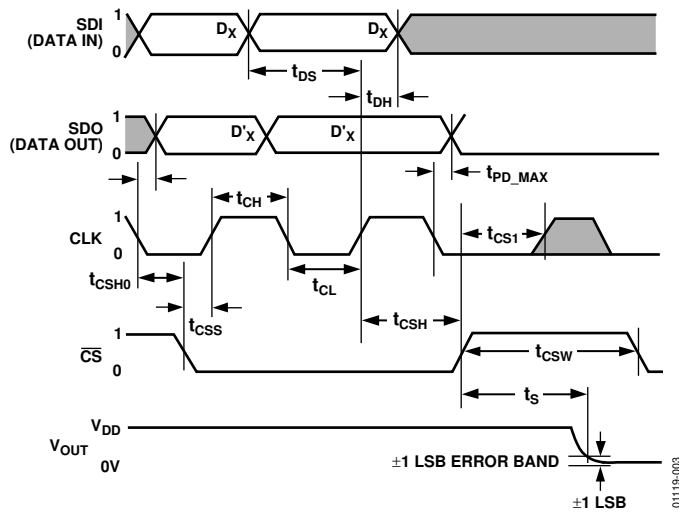 SDI
(DATA IN)
1
0
DX
DX
tDS
tDH
SDO
(DATA OUT)
1
0
D'X
D'X
tPD_MAX
CLK
1
0
tCH
tCS1
tCSH0
tCL
tCSS
tCSH
CS
1
0
tCSW
tS
VOUT
VDD
0V
±1 LSB ERROR BAND
±1 LSB
01119-003